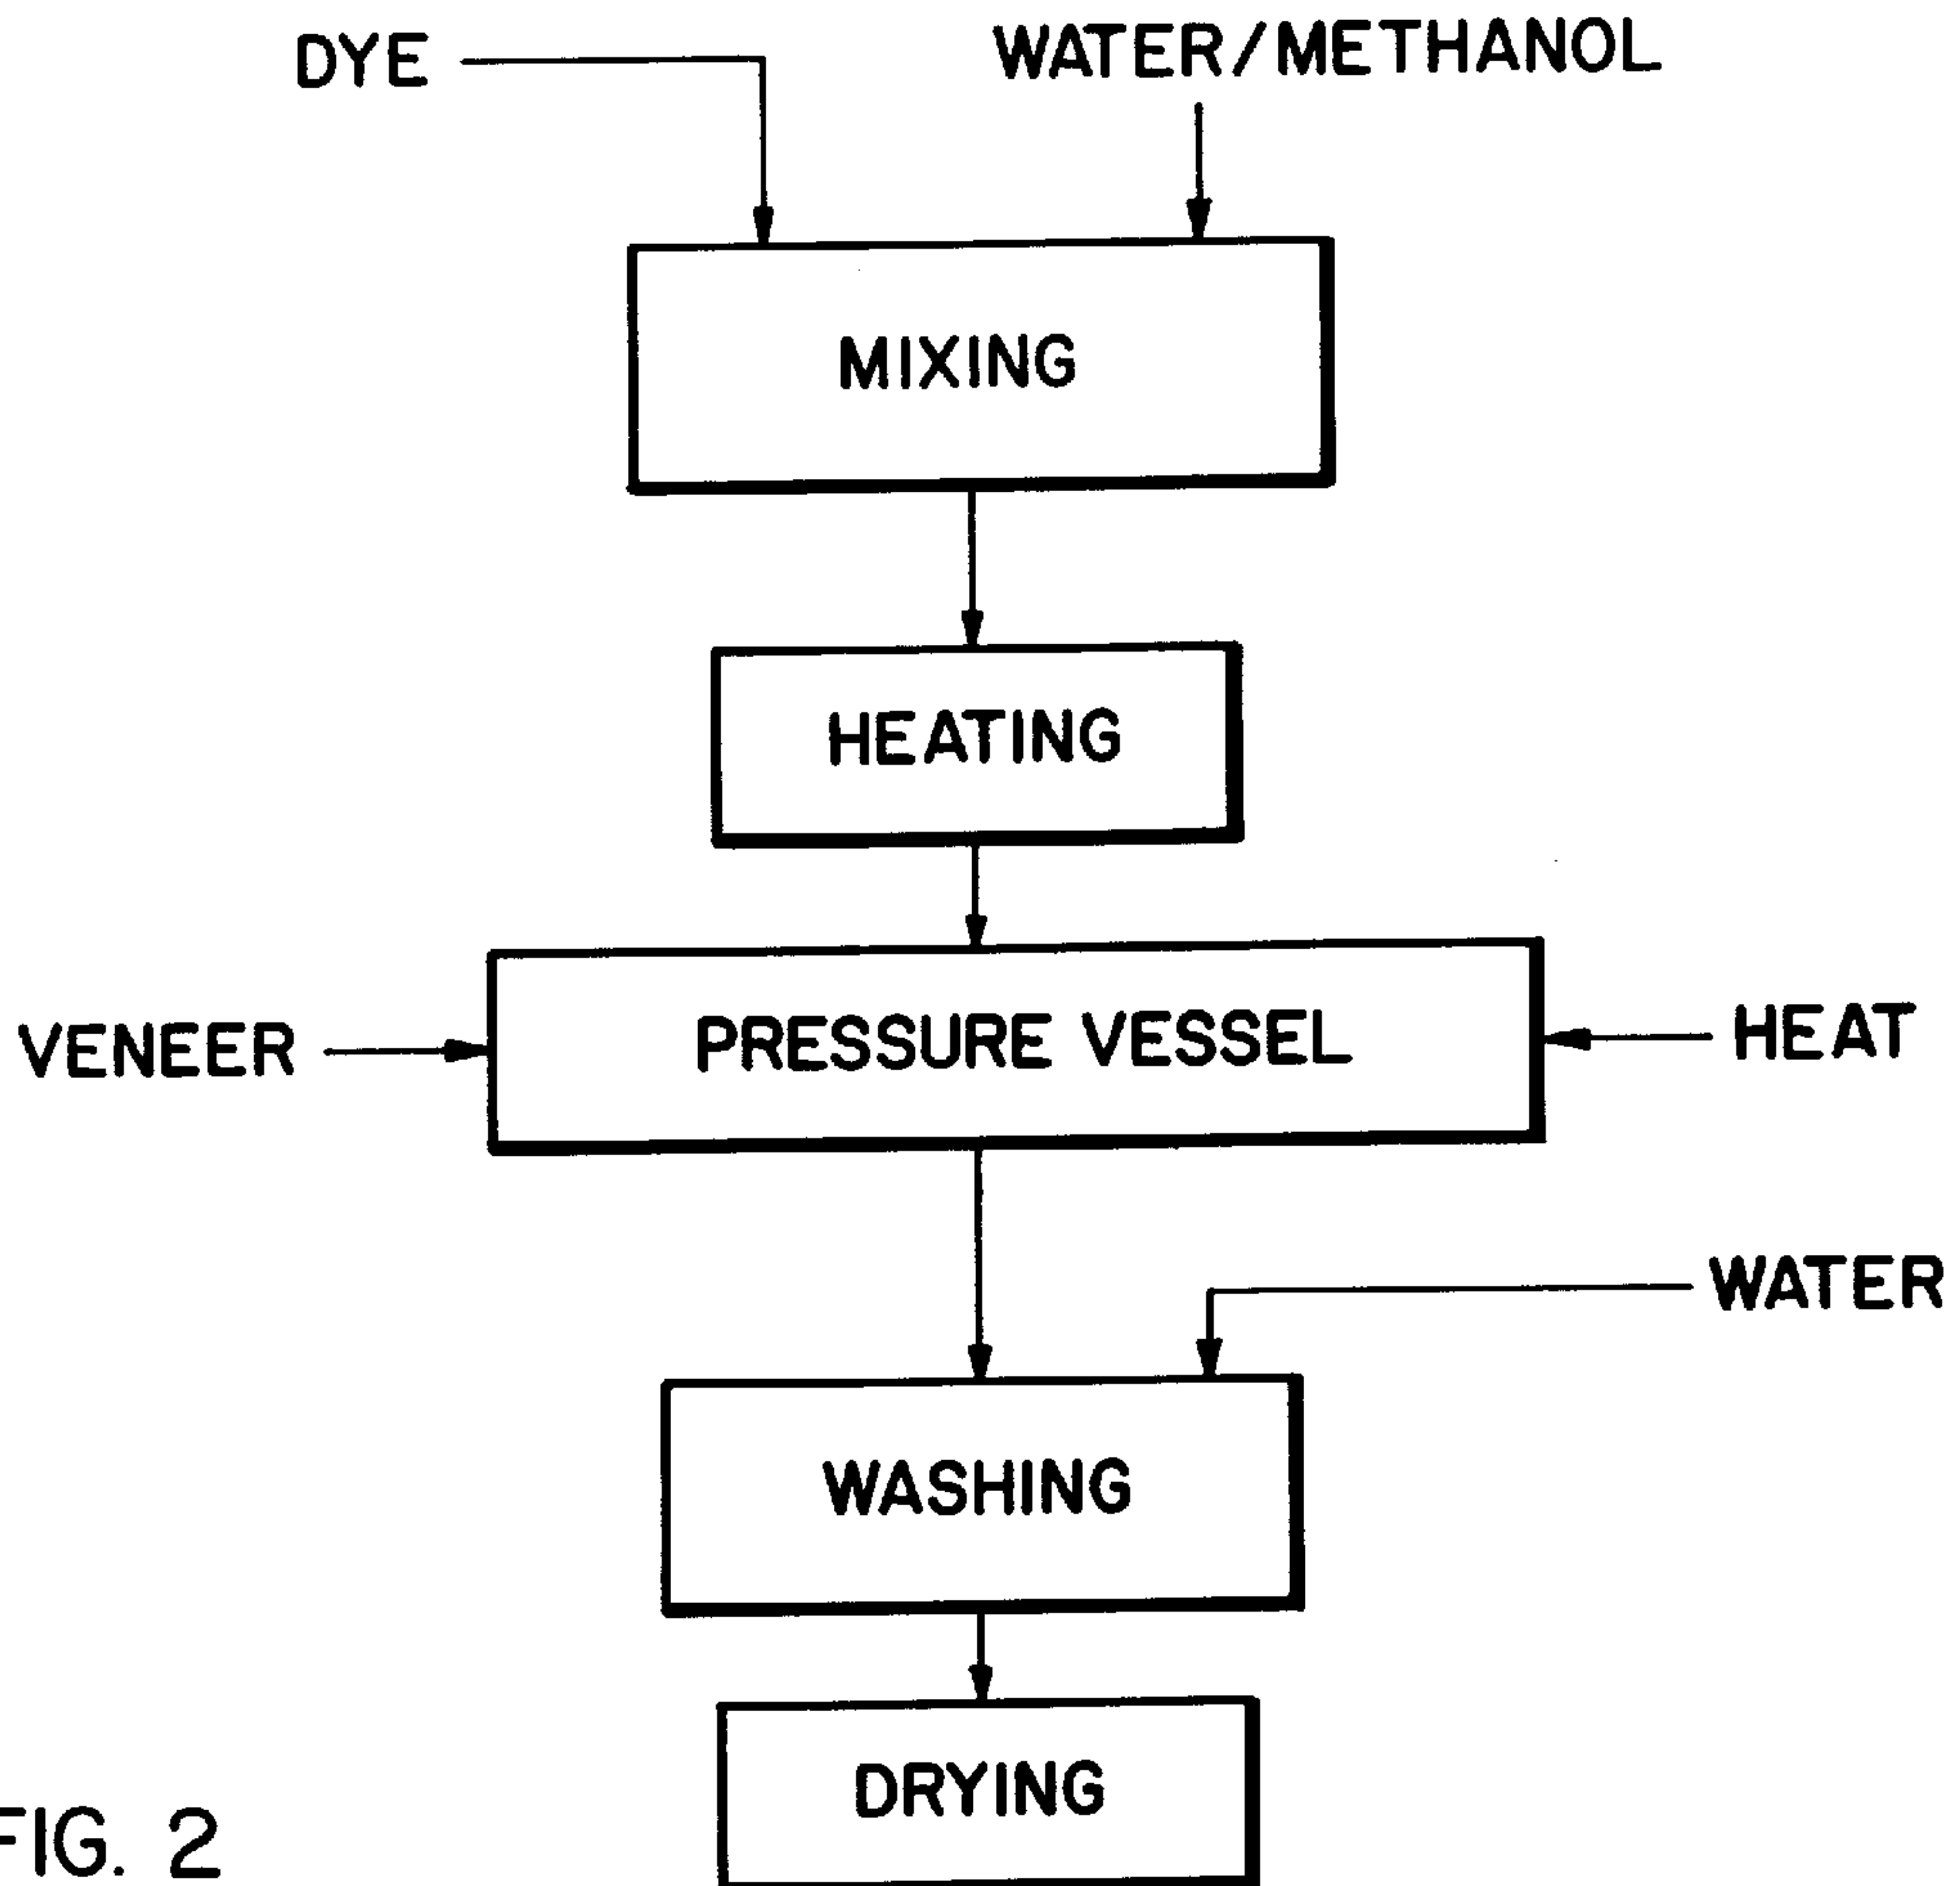 DYE
WATER/METHANOL
MIXING
HEATING
VENEER
PRESSURE VESSEL
HEAT
WATER
WASHING
DRYING
FIG. 2